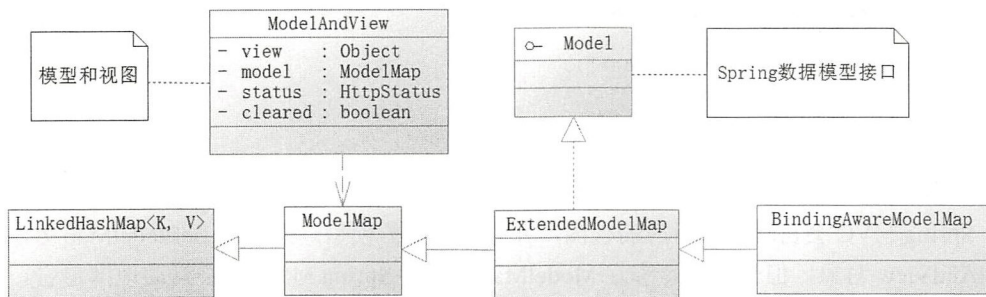 ModelAndView
- view : Object
- model : ModelMap
- status : HttpStatus
- cleared : boolean
模型和视图
Model
Spring数据模型接口
LinkedHashMap<K, V>
ModelMap
ExtendedModelMap
BindingAwareModelMap